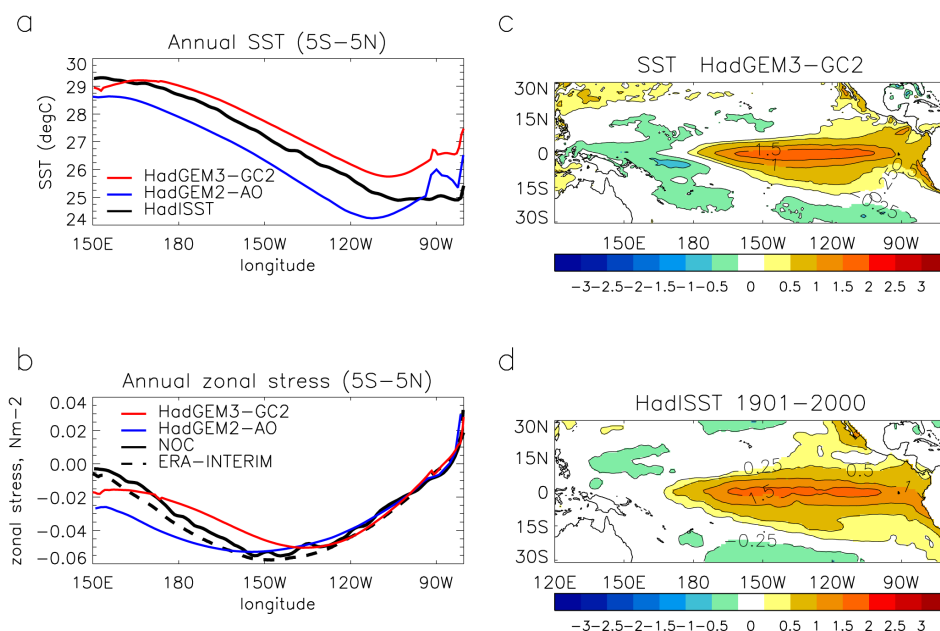 a
Annual SST (5S-5N)
30
29
28
27
26
25
24
SST (degC)
HadGEM3-GC2
HadGEM2-AO
HadISST
150E 180 150W 120W 90W
longitude
c
SST HadGEM3-GC2
30N
15N
0
15S
30S
1.5
1
0.25
150E 180 150W 120W 90W
-3-2.5-2-1.5-1-0.5 0 0.5 1 1.5 2 2.5 3
b
Annual zonal stress (5S-5N)
0.04
0.02
0.00
-0.02
-0.04
-0.06
zonal stress, Nm-2
HadGEM3-GC2
HadGEM2-AO
NOC
ERA-INTERIM
150E 180 150W 120W 90W
longitude
d
HadISST 1901-2000
30N
15N
0
15S
30S
0.25
0.5
1
1.5
-0.25
120E 150E 180 150W 120W 90W
-3-2.5-2-1.5-1-0.5 0 0.5 1 1.5 2 2.5 3